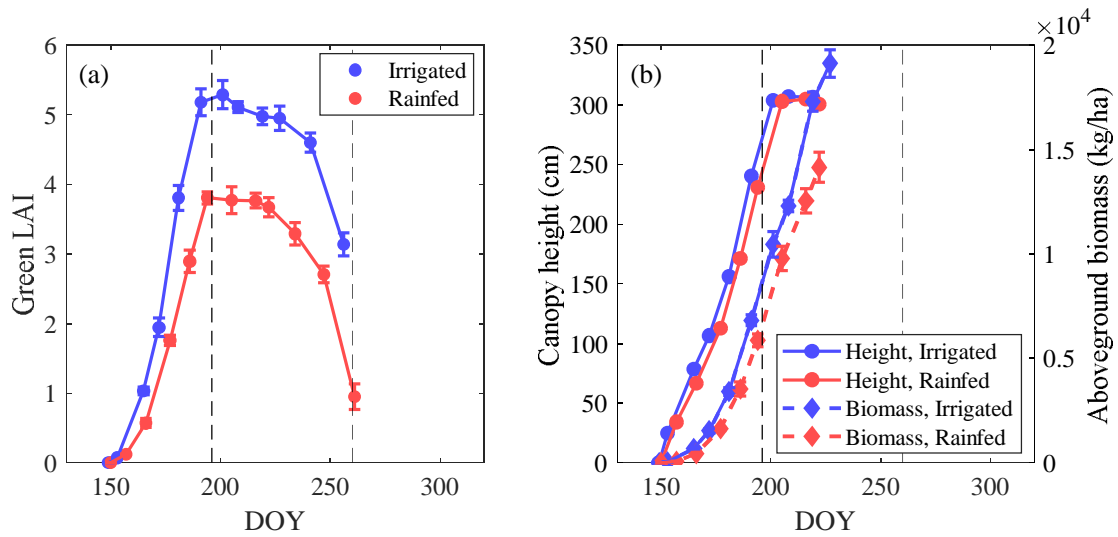 (a)
Irrigated
Rainfed
Green LAI
6
5
4
3
2
1
0
150
200
250
300
DOY
(b)
Canopy height (cm)
350
300
250
200
150
100
50
0
150
200
250
300
DOY
×10⁴
2
1.5
1
0.5
0
Aboveground biomass (kg/ha)
Height, Irrigated
Height, Rainfed
Biomass, Irrigated
Biomass, Rainfed